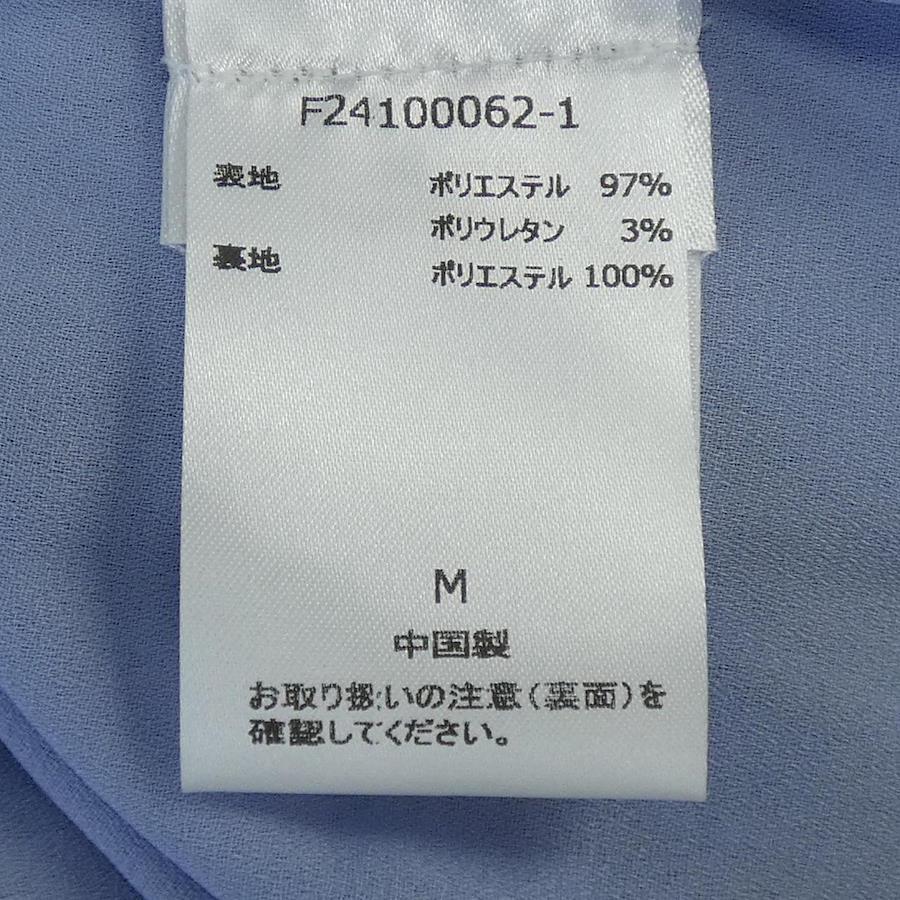 F24100062-1
表地 ポリエステル 97%
ポリウレタン 3%
裏地 ポリエステル 100%
M
中国製
お取り扱いの注意(裏面)を
確認してください。